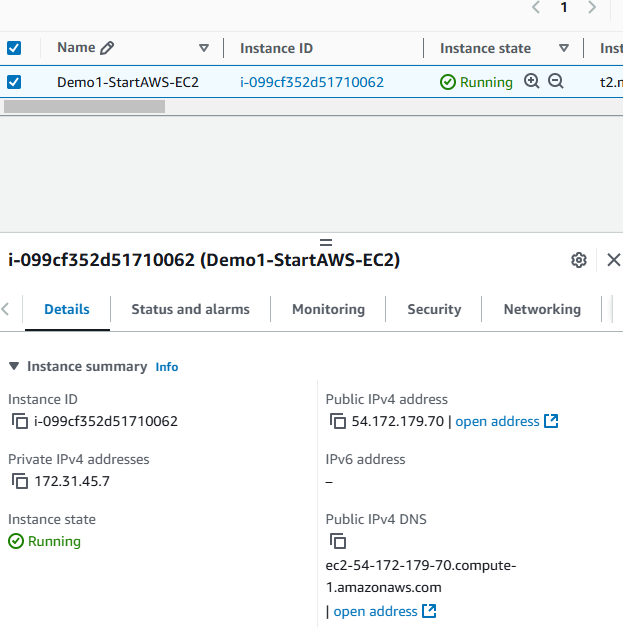 1
Name Instance ID Instance state Inst
Demo1-StartAWS-EC2 i-099cf352d51710062 Running t2.
i-099cf352d51710062 (Demo1-StartAWS-EC2)
Details Status and alarms Monitoring Security Networking
Instance summary Info
Instance ID
i-099cf352d51710062
Public IPv4 address
54.172.179.70 | open address
Private IPv4 addresses
172.31.45.7
IPv6 address
–
Instance state
Running
Public IPv4 DNS
ec2-54-172-179-70.compute-
1.amazonaws.com
| open address